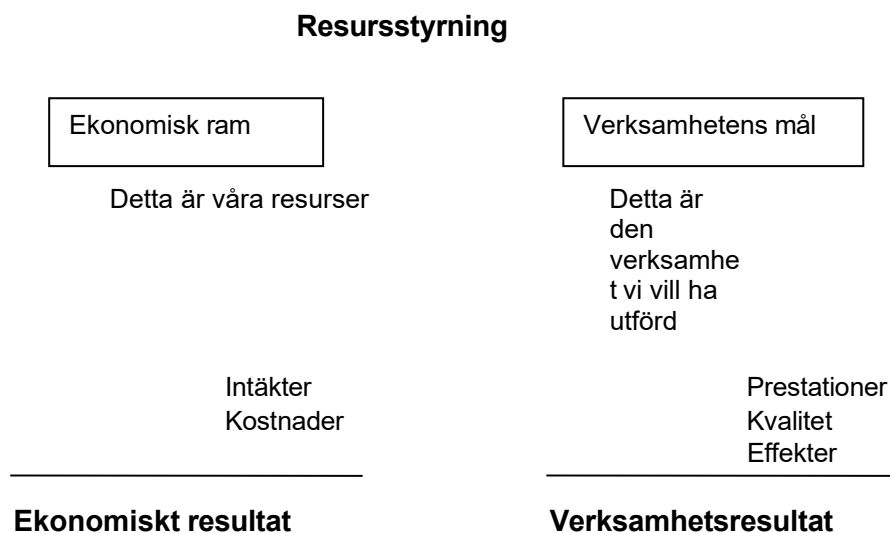 Resursstyrning
Ekonomisk ram
Detta är våra resurser
Intäkter
Kostnader
Ekonomiskt resultat
Verksamhetens mål
Detta är
den
verksamhe
t vi vill ha
utförd
Prestationer
Kvalitet
Effekter
Verksamhetsresultat